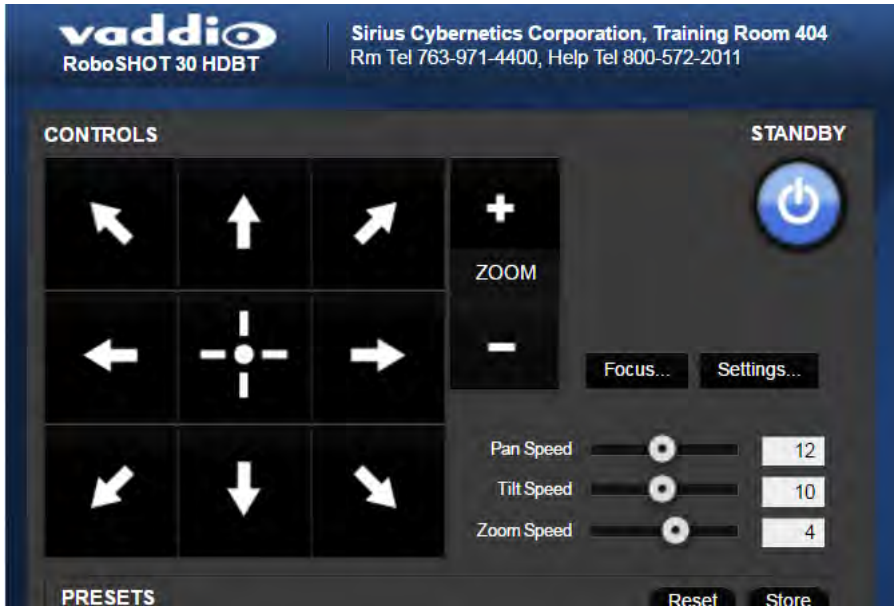 vaddio
RoboSHOT 30 HDBT
Sirius Cybernetics Corporation, Training Room 404
Rm Tel 763-971-4400, Help Tel 800-572-2011
CONTROLS
STANDBY
+
ZOOM
-
Focus...
Settings...
Pan Speed
12
Tilt Speed
10
Zoom Speed
4
PRESETS
Reset
Store